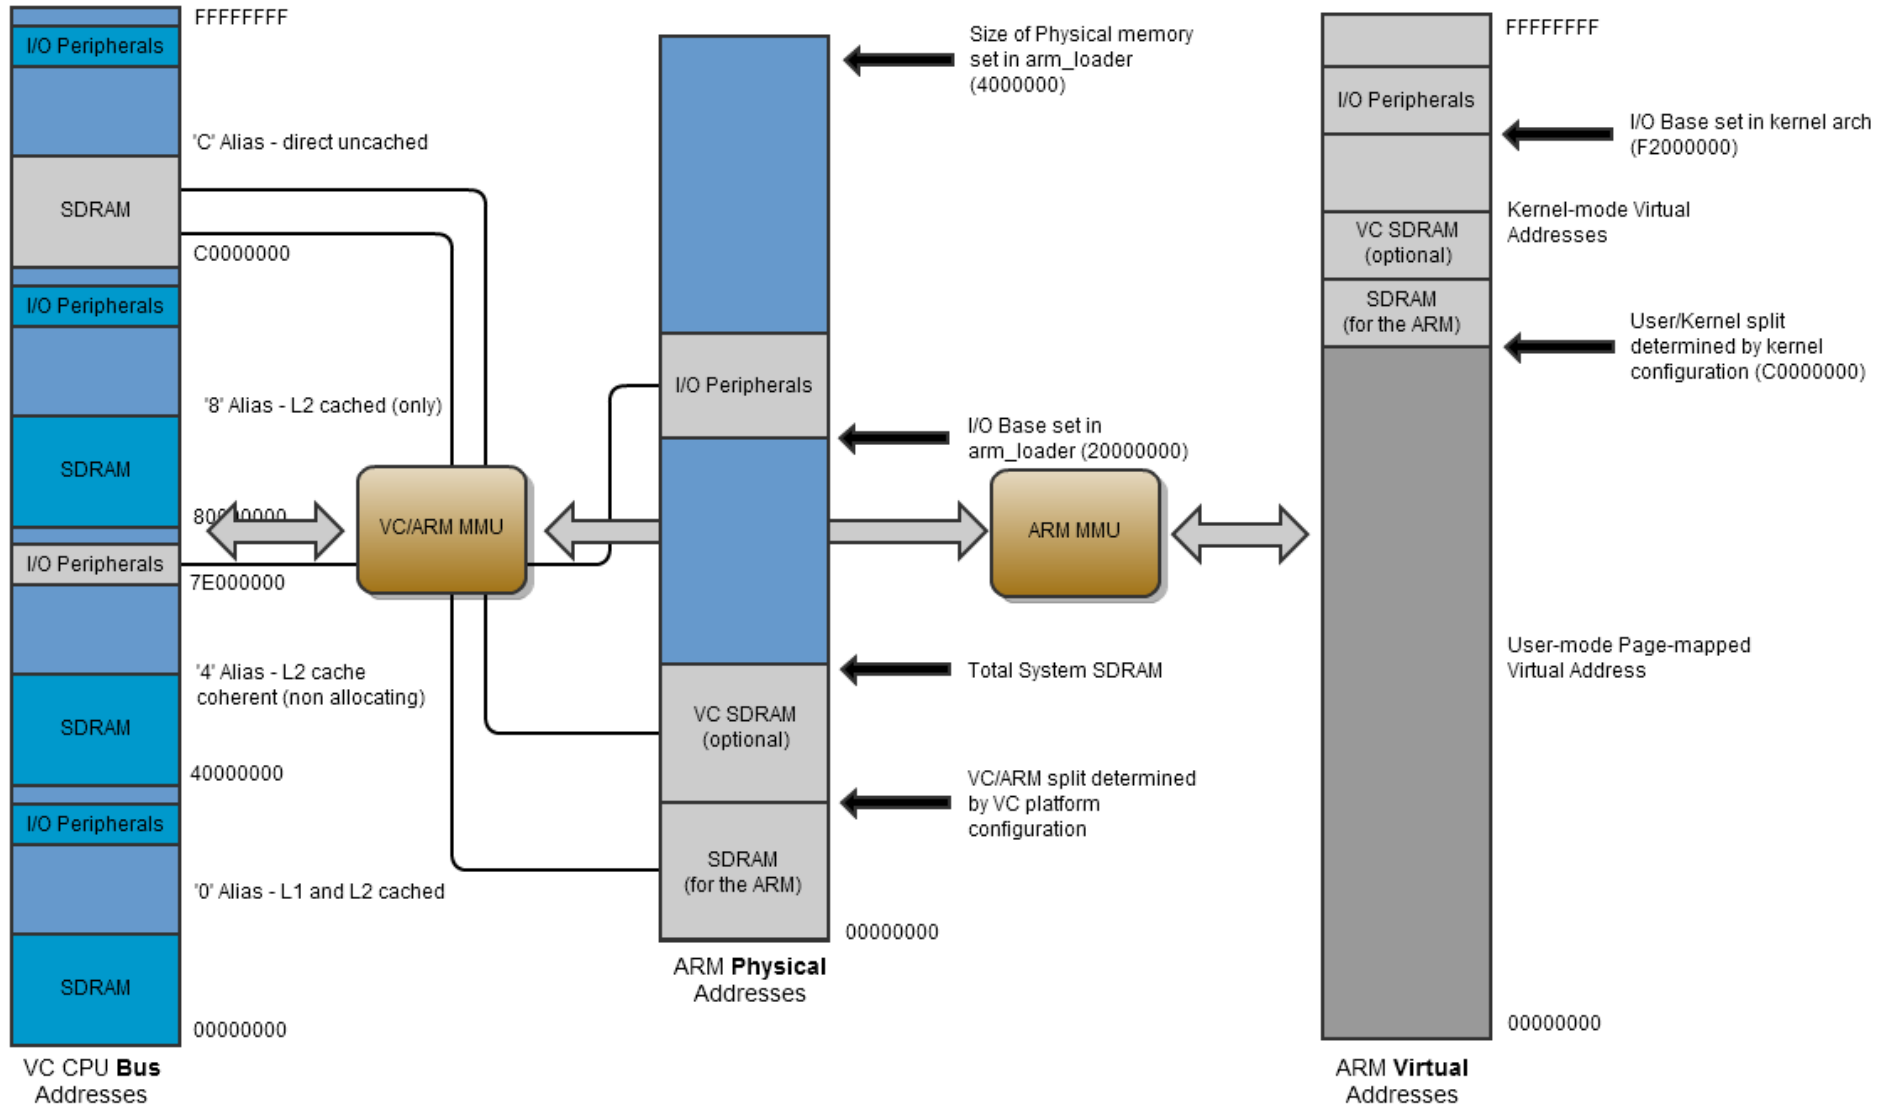 FFFFFFFF
I/O Peripherals
'C' Alias - direct uncached
SDRAM
C0000000
I/O Peripherals
'8' Alias - L2 cached (only)
SDRAM
80000000
I/O Peripherals
7E000000
'4' Alias - L2 cache
coherent (non allocating)
SDRAM
40000000
I/O Peripherals
'0' Alias - L1 and L2 cached
SDRAM
00000000
VC CPU Bus
Addresses
VC/ARM MMU
Size of Physical memory
set in arm_loader
(4000000)
I/O Peripherals
I/O Base set in
arm_loader (20000000)
Total System SDRAM
VC SDRAM
(optional)
VC/ARM split determined
by VC platform
configuration
SDRAM
(for the ARM)
00000000
ARM Physical
Addresses
ARM MMU
FFFFFFFF
I/O Peripherals
I/O Base set in kernel arch
(F2000000)
Kernel-mode Virtual
Addresses
VC SDRAM
(optional)
SDRAM
(for the ARM)
User/Kernel split
determined by kernel
configuration (C0000000)
User-mode Page-mapped
Virtual Address
00000000
ARM Virtual
Addresses